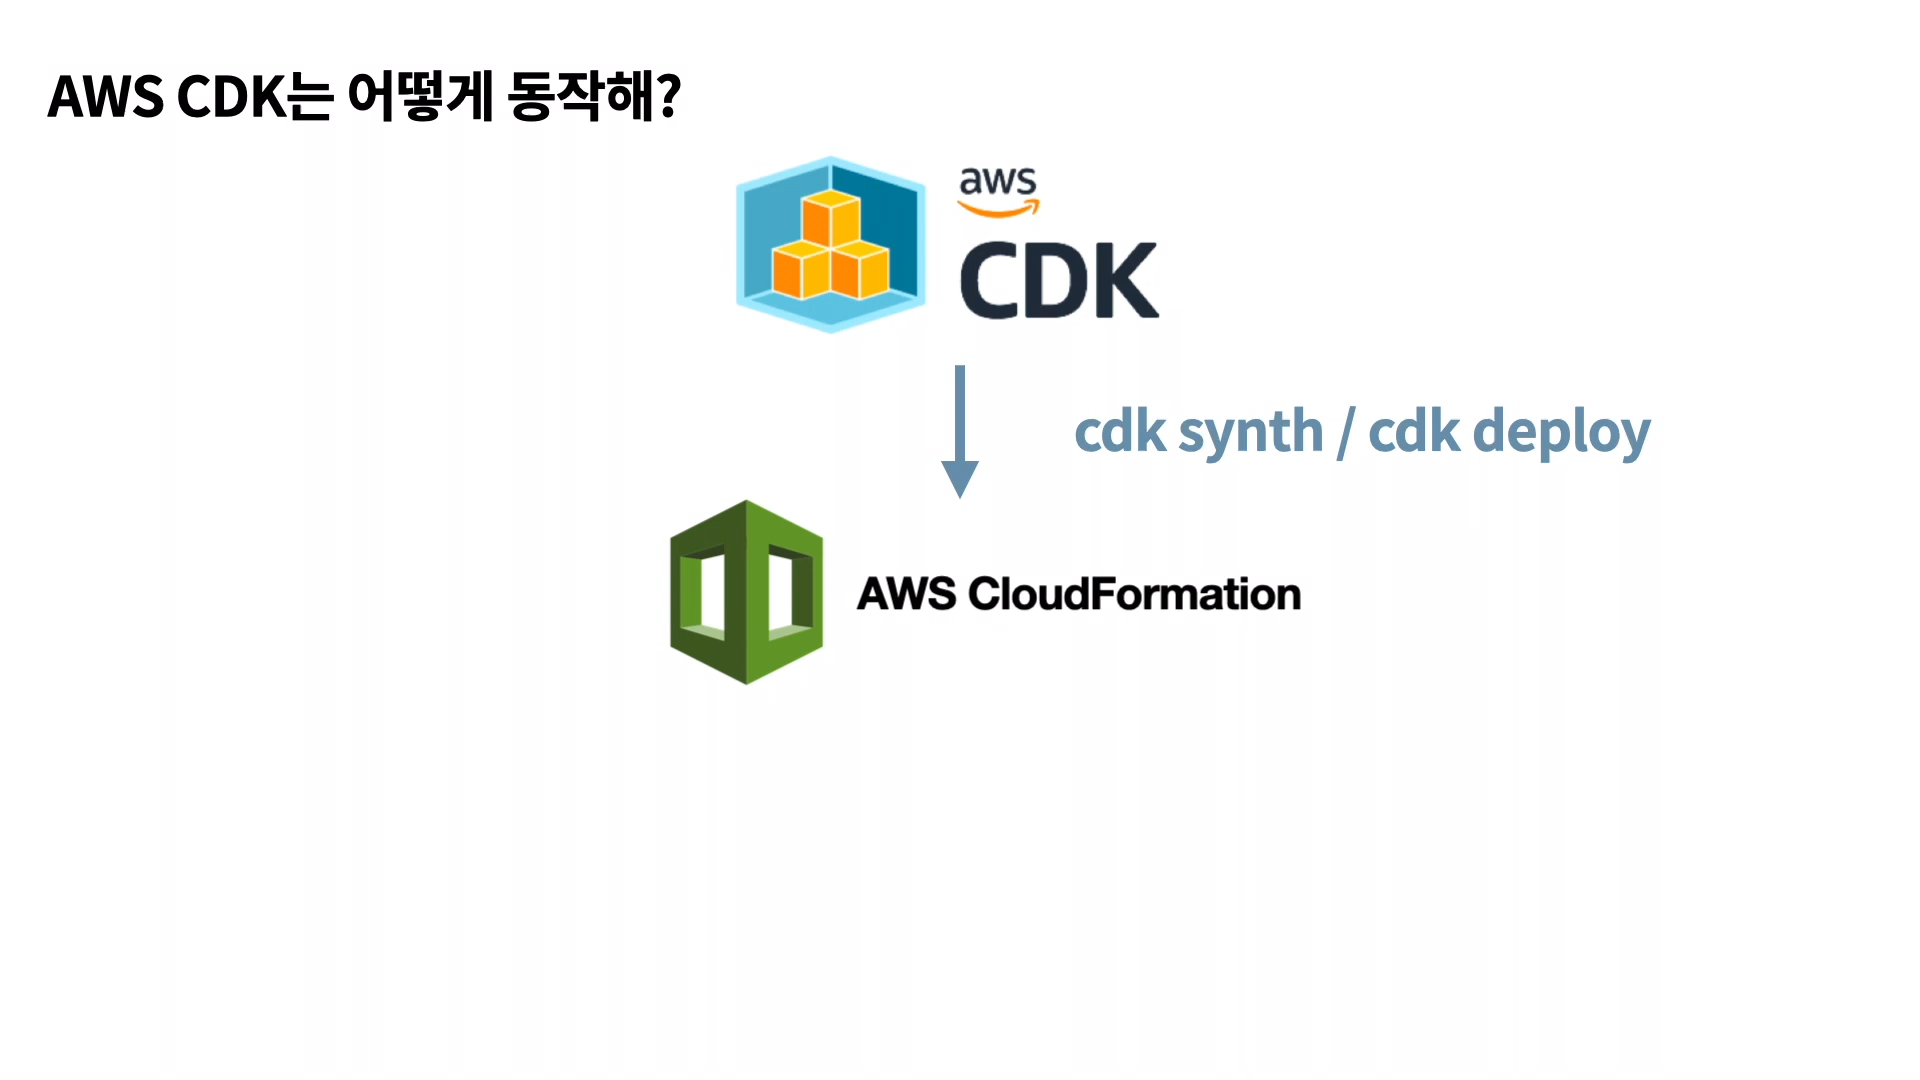 AWS CDK는 어떻게 동작해?
aws
CDK
cdk synth / cdk deploy
AWS CloudFormation